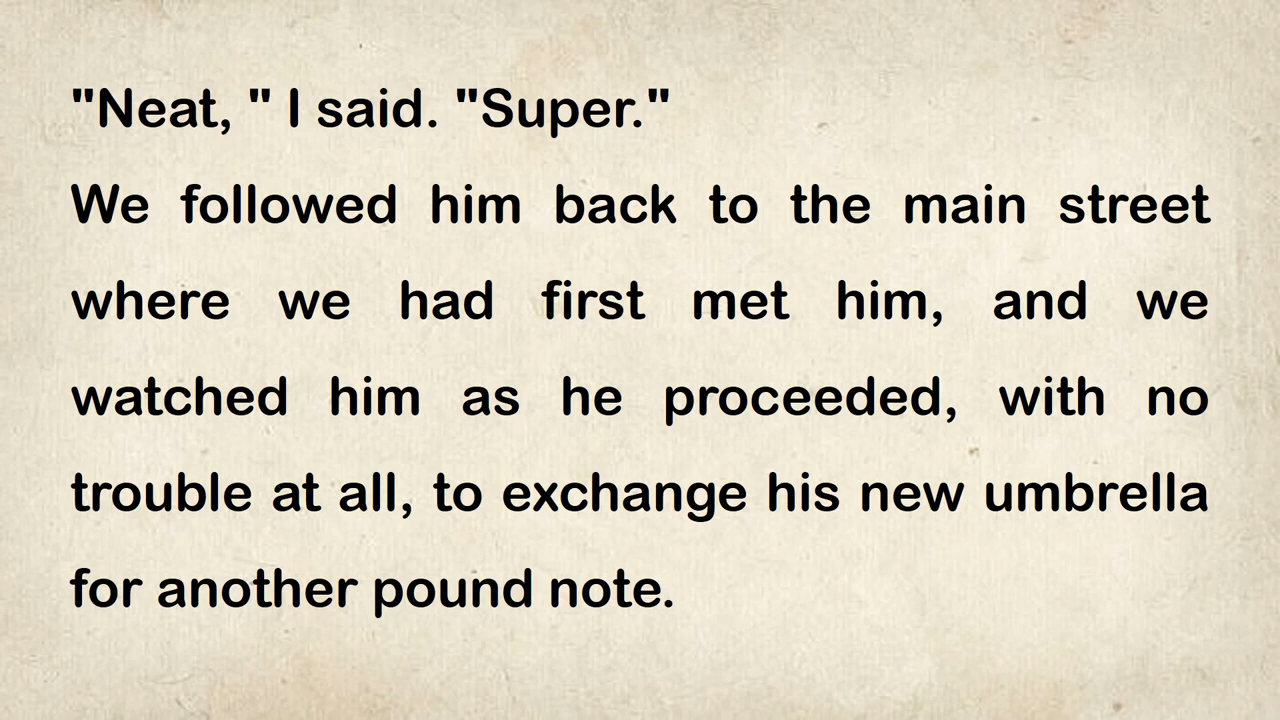 "Neat, " I said. "Super."
We followed him back to the main street
where we had first met him, and we
watched him as he proceeded, with no
trouble at all, to exchange his new umbrella
for another pound note.